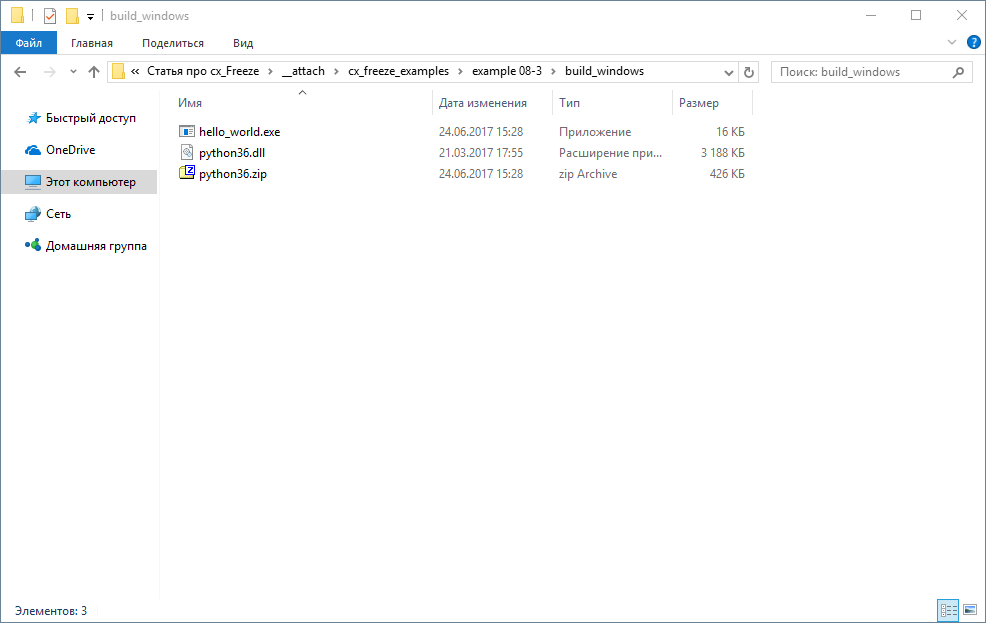 build_windows
Файл Главная Поделиться Вид ?
« Статья про cx_Freeze > __attach > cx_freeze_examples > example 08-3 > build_windows Поиск: build_windows
Имя Дата изменения Тип Размер
Быстрый доступ
OneDrive
Этот компьютер
Сеть
Домашняя группа
hello_world.exe 24.06.2017 15:28 Приложение 16 КБ
python36.dll 21.03.2017 17:55 Расширение при... 3 188 КБ
python36.zip 24.06.2017 15:28 zip Archive 426 КБ
Элементов: 3